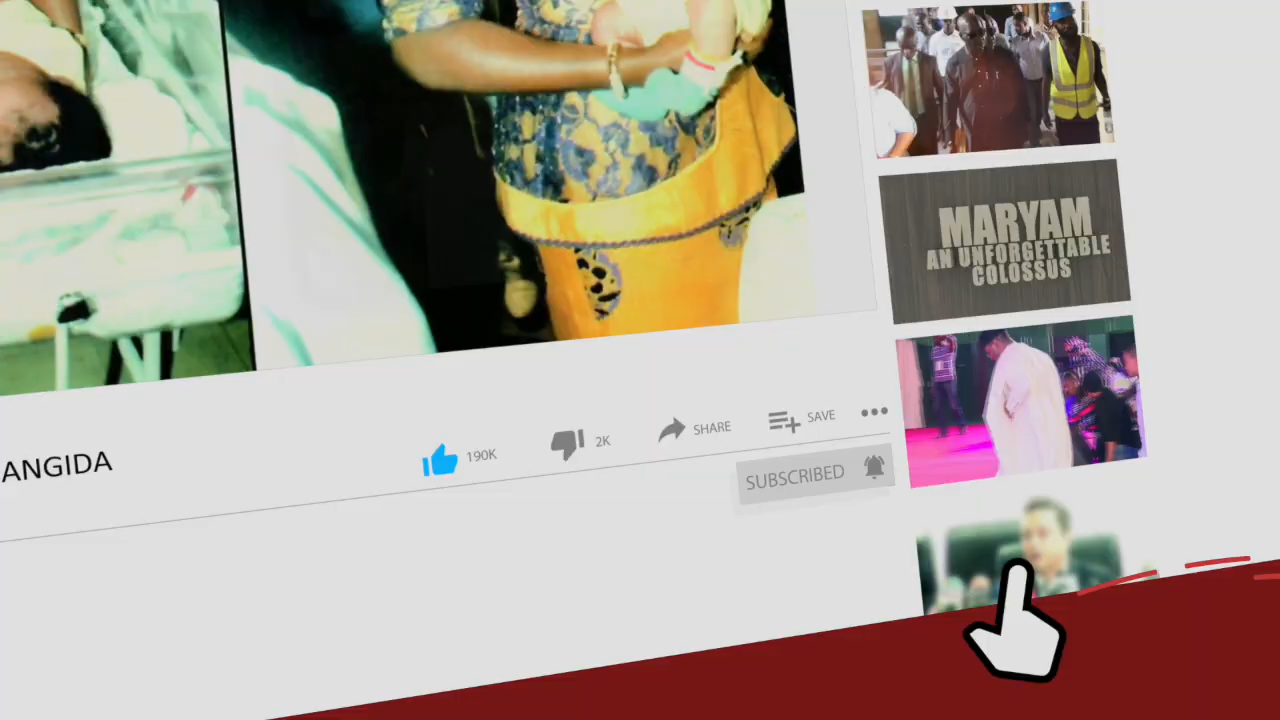 MARYAM
AN UNFORGETTABLE
COLOSSUS
ANGIDA
190K
2K
SHARE
SAVE
SUBSCRIBED